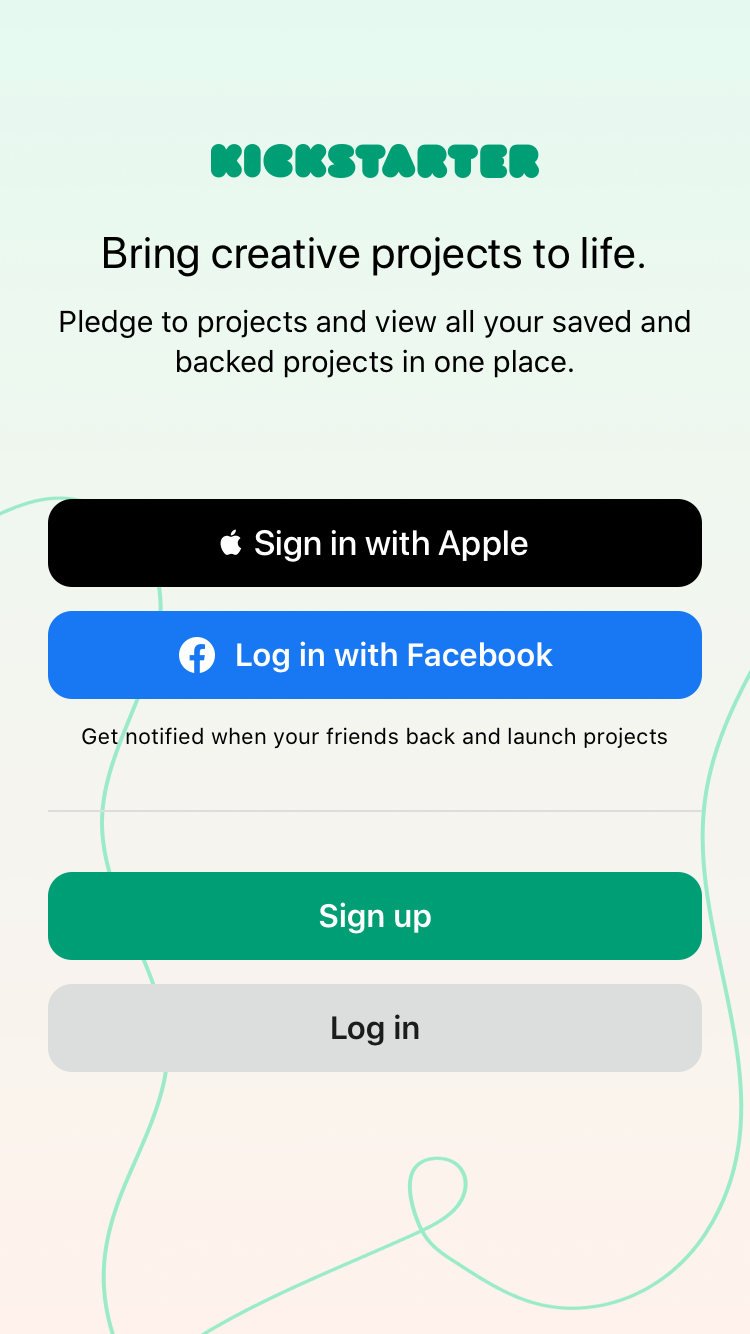 KICKSTARTER
Bring creative projects to life.
Pledge to projects and view all your saved and
backed projects in one place.
Sign in with Apple
Log in with Facebook
Get notified when your friends back and launch projects
Sign up
Log in